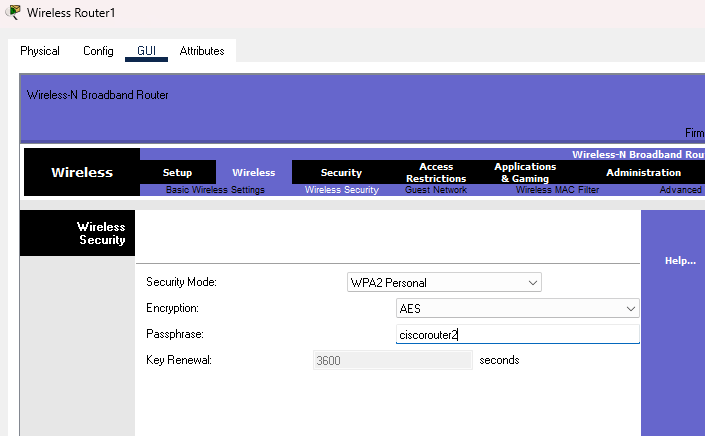 Wireless Router1
Physical Config GUI Attributes
Wireless-N Broadband Router
Firm
Wireless-N Broadband Rou
Wireless
Setup Wireless Security Access Restrictions Applications & Gaming Administration
Basic Wireless Settings Wireless Security Guest Network Wireless MAC Filter Advanced
Wireless Security
Help...
Security Mode: WPA2 Personal
Encryption: AES
Passphrase: ciscorouter2
Key Renewal: 3600 seconds